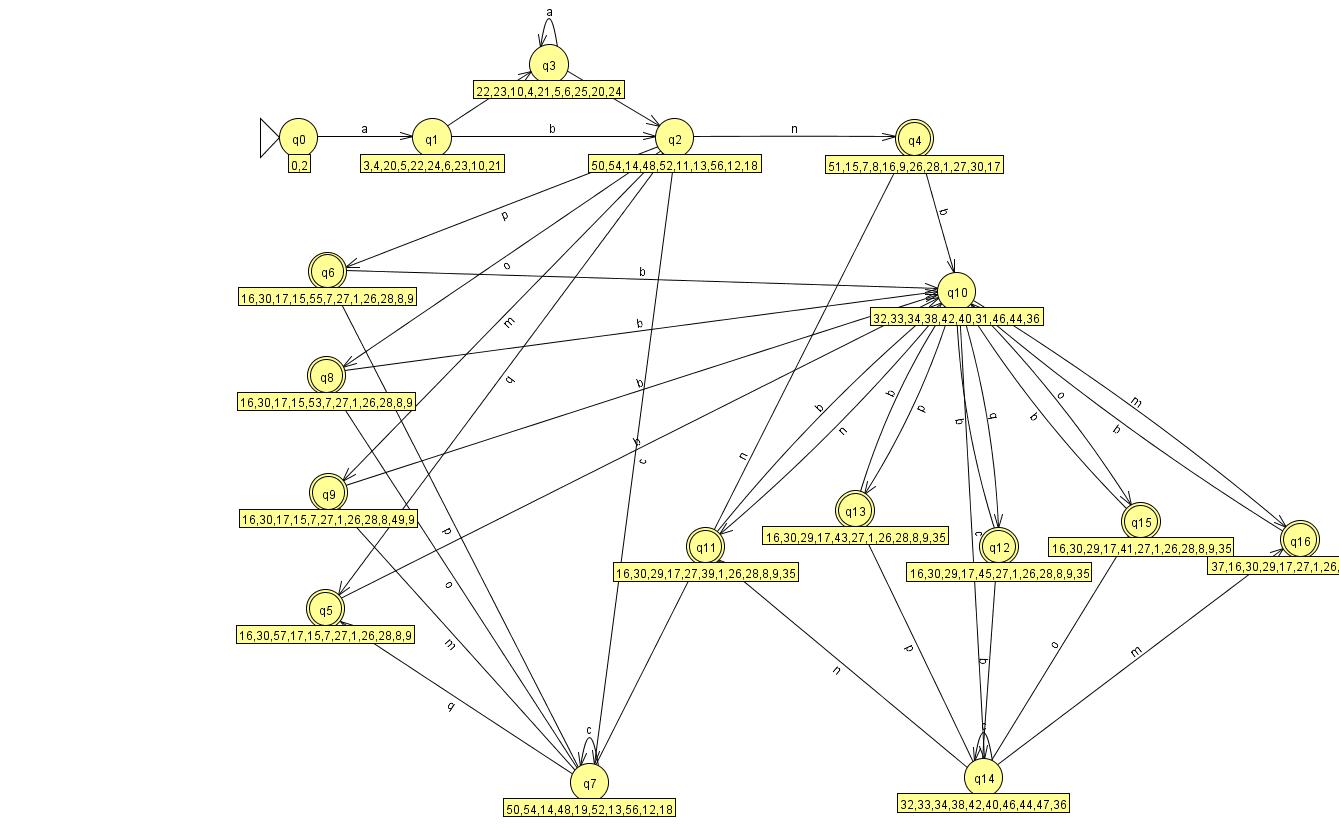 a
q3
22,23,10,4,21,5,6,25,20,24
q0
a
q1
b
q2
n
q4
0,2
3,4,20,5,22,24,6,23,10,21
50,54,14,48,52,11,13,56,12,18
51,15,7,8,16,9,26,28,1,27,30,17
p
b
q6
b
o
q10
16,30,17,15,55,7,27,1,26,28,8,9
32,33,34,38,42,40,31,46,44,36
m
b
q8
q
b
16,30,17,15,53,7,27,1,26,28,8,9
b
p
b
q
b
o
m
b
n
b
b
c
n
q9
q13
16,30,17,15,7,27,1,26,28,8,49,9
q15
p
c
16,30,29,17,43,27,1,26,28,8,9,35
q11
q12
q16
16,30,29,17,41,27,1,26,28,8,9,35
16,30,29,17,27,39,1,26,28,8,9,35
16,30,29,17,45,27,1,26,28,8,9,35
37,16,30,29,17,27,1,26,
o
q5
16,30,57,17,15,7,27,1,26,28,8,9
m
p
q
o
m
n
q
c
c
q7
q14
50,54,14,48,19,52,13,56,12,18
32,33,34,38,42,40,46,44,47,36